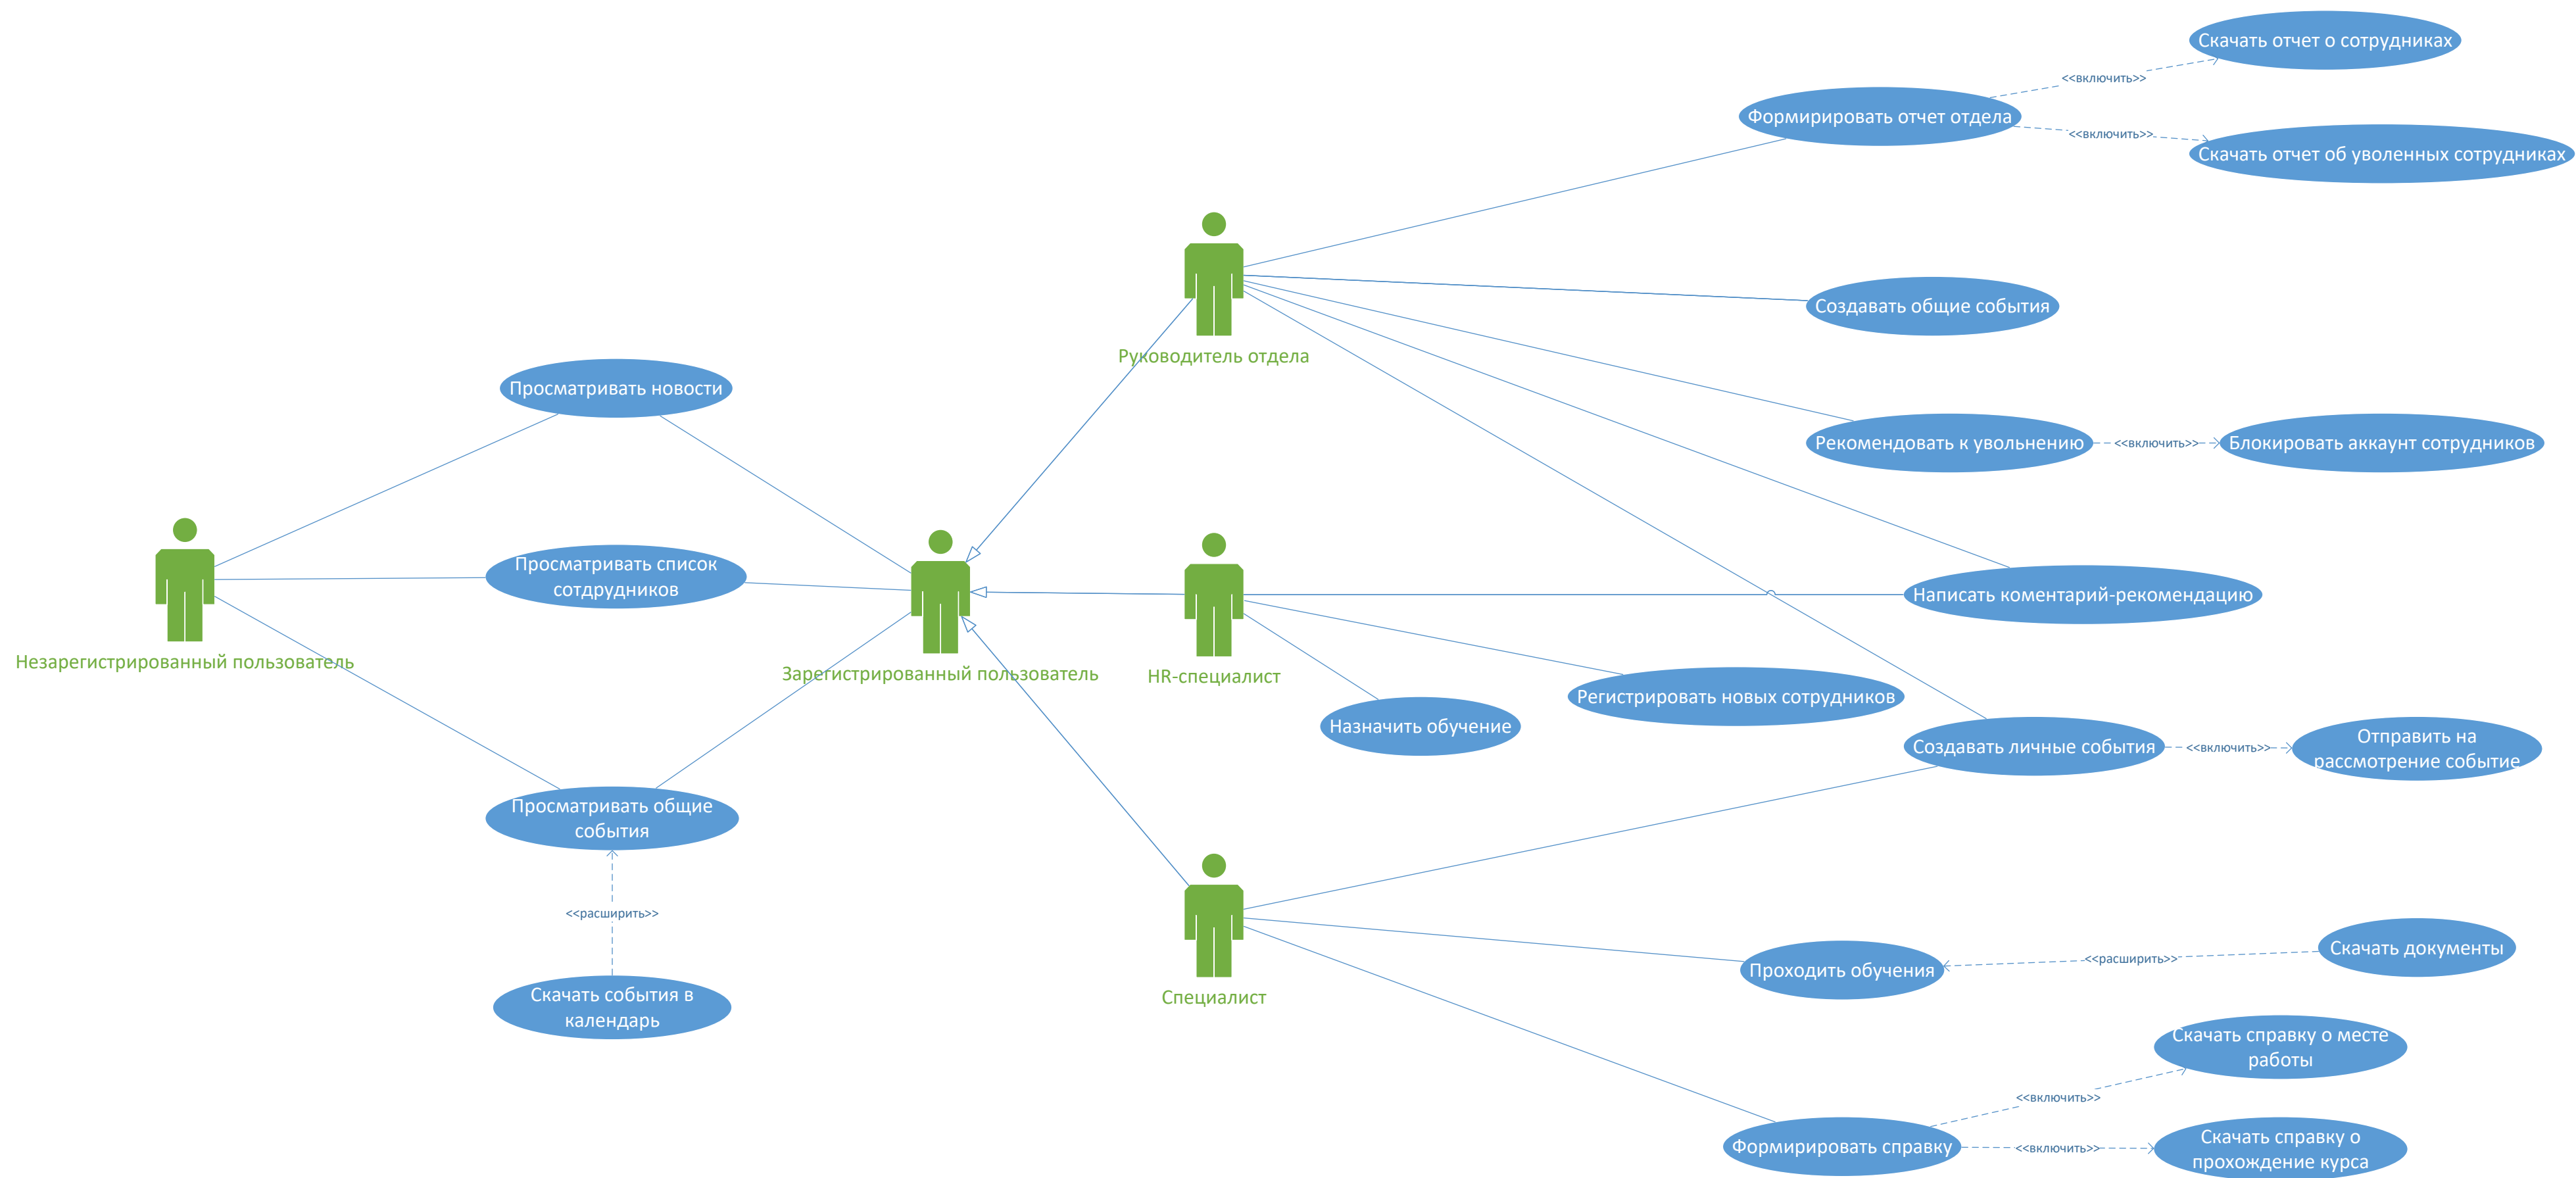 Скачать отчет о сотрудниках
<<включить>>
Формирировать отчет отдела
<<включить>>
Скачать отчет об уволенных сотрудниках
Создавать общие события
Руководитель отдела
Просматривать новости
Рекомендовать к увольнению
<<включить>>
Блокировать аккаунт сотрудников
Просматривать список
сотдрудников
Написать коментарий-рекомендацию
Незарегистрированный пользователь
Зарегистрированный пользователь
HR-специалист
Регистрировать новых сотрудников
Назначить обучение
Создавать личные события
<<включить>>
Отправить на
рассмотрение событие
Просматривать общие
события
<<расширить>>
Скачать события в
календарь
Специалист
Проходить обучения
<<расширить>>
Скачать документы
Скачать справку о месте
работы
<<включить>>
Формирировать справку
<<включить>>
Скачать справку о
прохождение курса